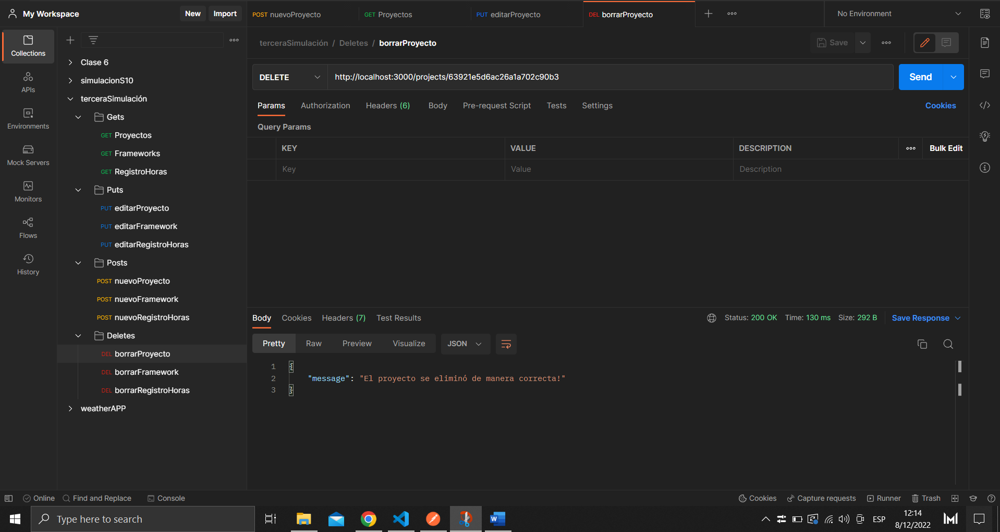 My Workspace
New
Import
POST nuevoProyecto
GET Proyectos
PUT editarProyecto
DEL borrarProyecto
No Environment
Collections
APIs
Environments
Mock Servers
Monitors
Flows
History
Clase 6
simulacionS10
terceraSimulación
Gets
GET Proyectos
GET Frameworks
GET RegistroHoras
Puts
PUT editarProyecto
PUT editarFramework
PUT editarRegistroHoras
Posts
POST nuevoProyecto
POST nuevoFramework
POST nuevoRegistroHoras
Deletes
DEL borrarProyecto
DEL borrarFramework
DEL borrarRegistroHoras
weatherAPP
terceraSimulación / Deletes / borrarProyecto
Save
DELETE
http://localhost:3000/projects/63921e5d6ac26a1a702c90b3
Send
Params
Authorization
Headers (6)
Body
Pre-request Script
Tests
Settings
Cookies
Query Params
KEY
VALUE
DESCRIPTION
Bulk Edit
Key
Value
Description
Body
Cookies
Headers (7)
Test Results
Status: 200 OK
Time: 130 ms
Size: 292 B
Save Response
Pretty
Raw
Preview
Visualize
JSON
1 {
2 "message": "El proyecto se eliminó de manera correcta!"
3 }
Online
Find and Replace
Console
Cookies
Capture requests
Runner
Trash
Type here to search
ESP
12:14
8/12/2022